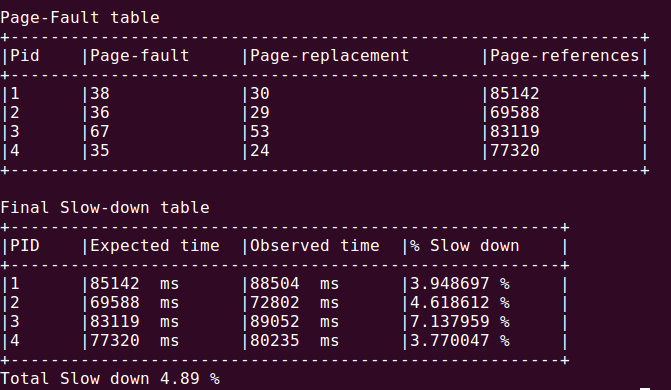 Page-Fault table
+---------------------------------------------------------------+
|Pid    |Page-fault     |Page-replacement       |Page-references|
+---------------------------------------------------------------+
|1      |38             |30                     |85142          |
|2      |36             |29                     |69588          |
|3      |67             |53                     |83119          |
|4      |35             |24                     |77320          |
+---------------------------------------------------------------+

Final Slow-down table
+-------------------------------------------------------+
|PID    |Expected time  |Observed time  |% Slow down    |
+-------------------------------------------------------+
|1      |85142  ms      |88504  ms      |3.948697 %     |
|2      |69588  ms      |72802  ms      |4.618612 %     |
|3      |83119  ms      |89052  ms      |7.137959 %     |
|4      |77320  ms      |80235  ms      |3.770047 %     |
+-------------------------------------------------------+
Total Slow down 4.89 %